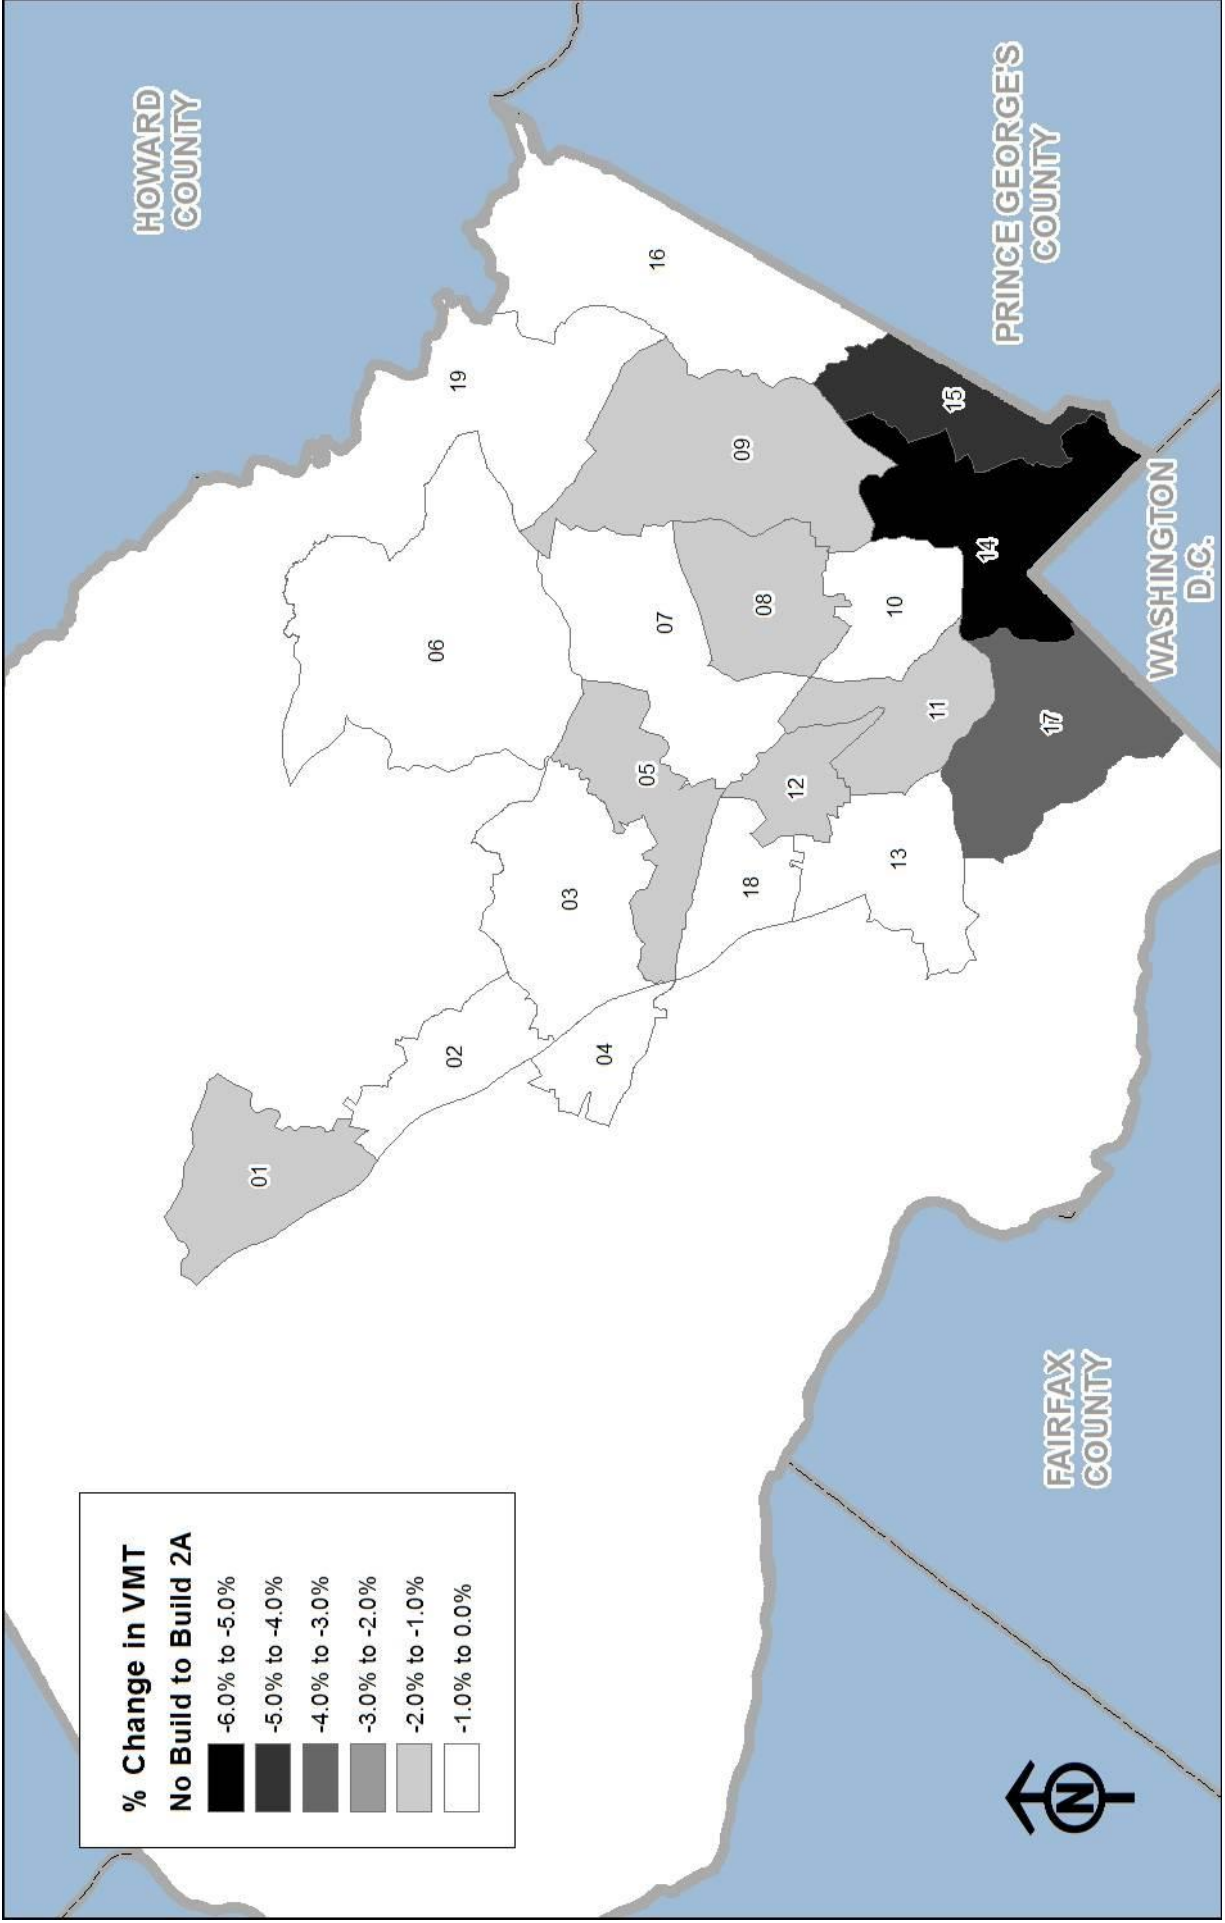 % Change in VMT
No Build to Build 2A
-6.0% to -5.0%
-5.0% to -4.0%
-4.0% to -3.0%
-3.0% to -2.0%
-2.0% to -1.0%
-1.0% to 0.0%
HOWARD
COUNTY
PRINCE GEORGE'S
COUNTY
WASHINGTON
D.C.
FAIRFAX
COUNTY
N
01
02
03
04
05
06
07
08
09
10
11
12
13
14
15
16
17
18
19